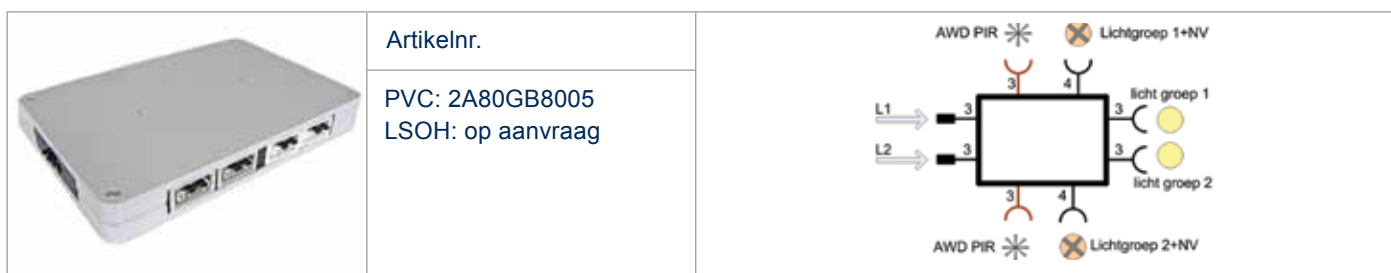 Artikelnr.
PVC: 2A80GB8005
LSOH: op aanvraag
AWD PIR
Lichtgroep 1+NV
3
4
licht groep 1
L1
3
3
L2
3
3
licht groep 2
3
4
AWD PIR
Lichtgroep 2+NV